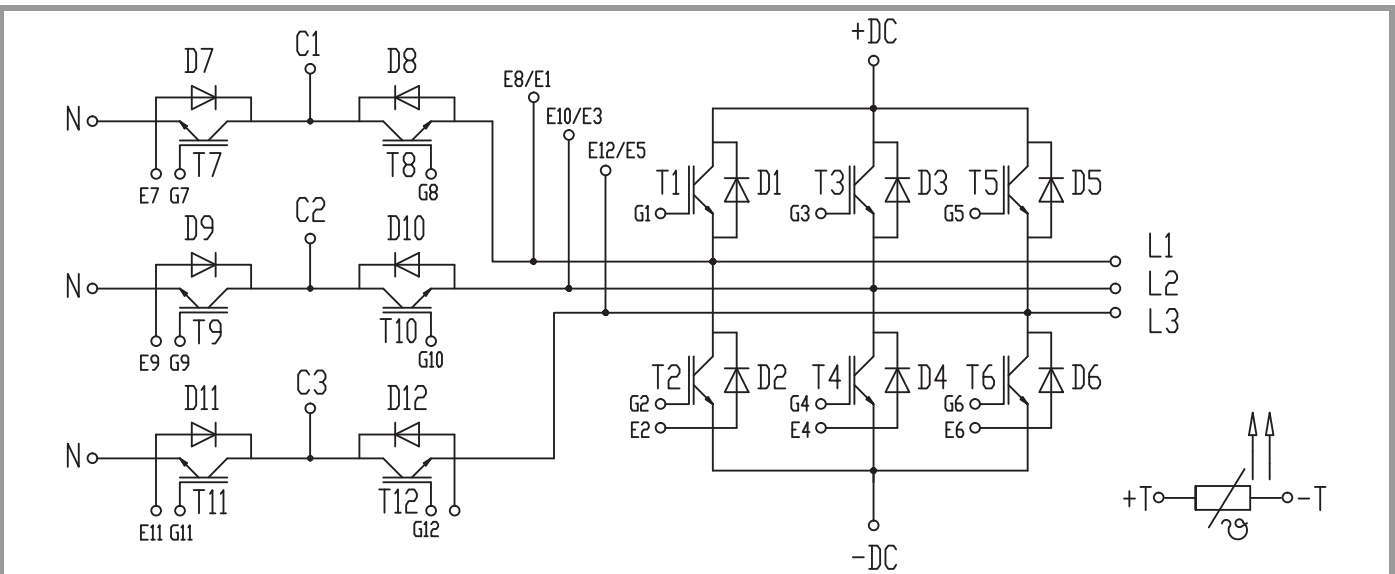 +DC
D7 C1 D8
E8/E1
N
E10/E3
E12/E5
T7 T8
T1 D1 T3 D3 T5 D5
E7 G7 G8
G1 G3 G5
D9 C2 D10
L1
N
L2
L3
T9 T10
E9 G9 G10
D11 C3 D12
T2 D2 T4 D4 T6 D6
G2 G4 G6
E2 E4 E6
N
T11 T12
+T -T
E11 G11 G12
ϑ
-DC